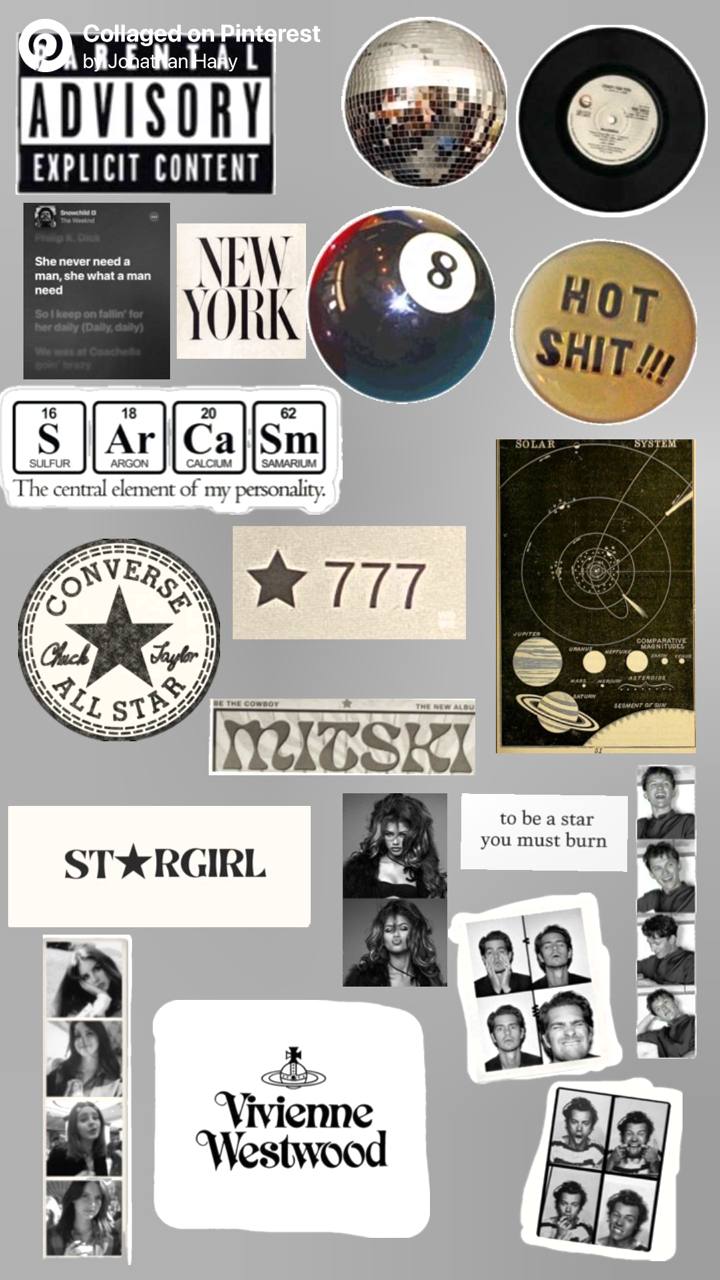 Collaged on Pinterest
by Jonathan Hany
PARENTAL
ADVISORY
EXPLICIT CONTENT
Snowchild
The Weeknd
Philip K. Dick
She never need a
man, she what a man
need
So I keep on fallin' for
her daily (Daily, daily)
We was at Coachella
goin' brazy
NEW
YORK
8
HOT
SHIT!!!
16
S
SULFUR
18
Ar
ARGON
20
Ca
CALCIUM
62
Sm
SAMARIUM
The central element of my personality.
SOLAR SYSTEM
JUPITER
URANUS
NEPTUNE
COMPARATIVE
MAGNITUDES
EARTH
VENUS
MARS
MERCURY
ASTEROIDS
SATURN
SEGMENT OF SUN
CONVERSE
Chuck Taylor
ALL STAR
★ 777
BE THE COWBOY ★ THE NEW ALBU
MITSKI
ST★RGIRL
to be a star
you must burn
Vivienne
Westwood